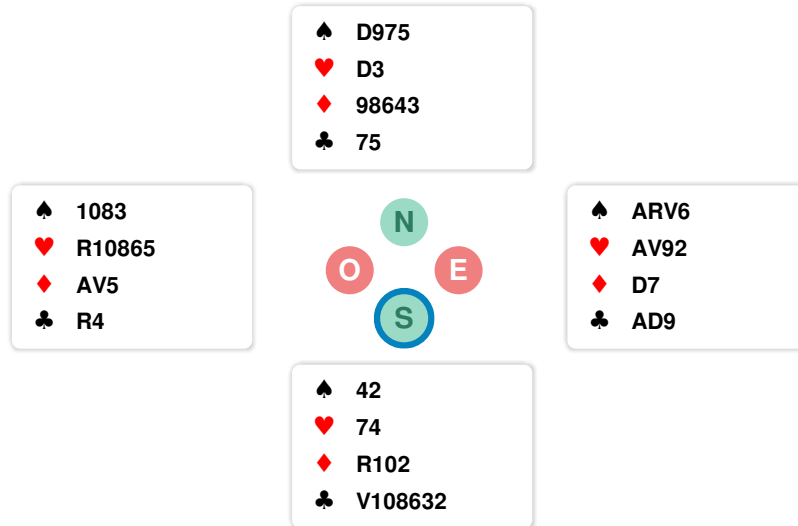 ♠ D975
♥ D3
♦ 98643
♣ 75
♠ 1083
♥ R10865
♦ AV5
♣ R4
N
O E
S
♠ ARV6
♥ AV92
♦ D7
♣ AD9
♠ 42
♥ 74
♦ R102
♣ V108632